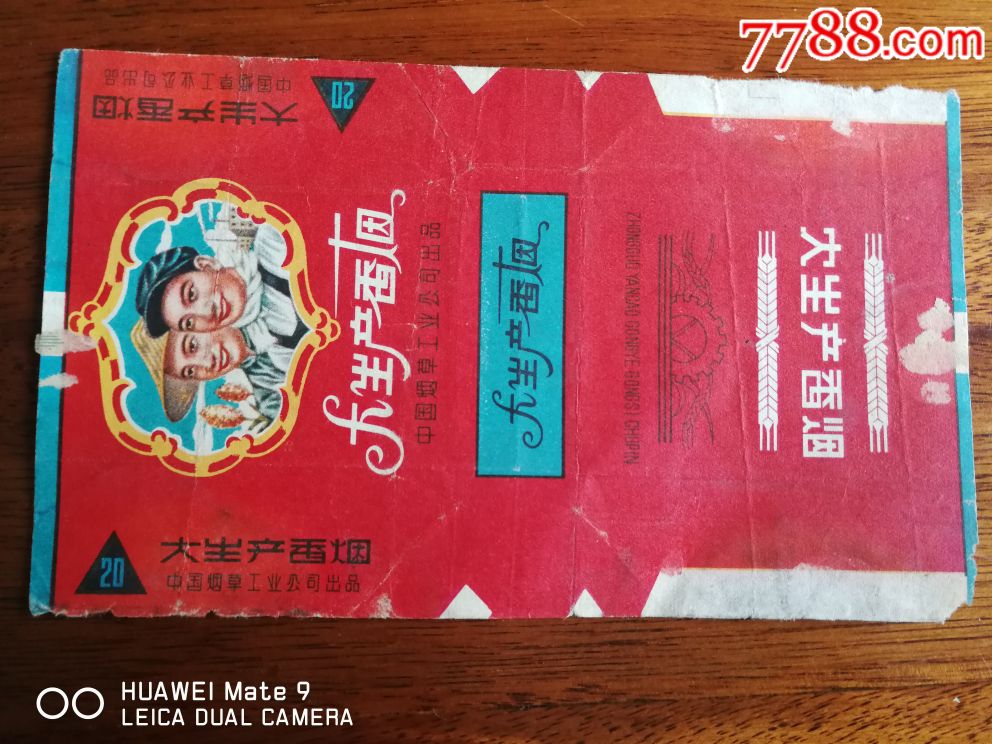 7788.com
中国烟草工业公司出品
大生产香烟
20
大生产香烟
中国烟草工业公司出品
大生产香烟
ZHONGGUO YANCAO GONGYE GONGSI CHUPIN
大生产香烟
20
大生产香烟
中国烟草工业公司出品
HUAWEI Mate 9
LEICA DUAL CAMERA